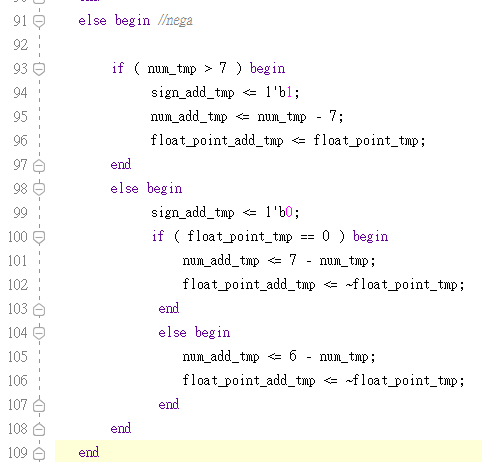 91 else begin //nega
92
93 if ( num_tmp > 7 ) begin
94 sign_add_tmp <= 1'b1;
95 num_add_tmp <= num_tmp - 7;
96 float_point_add_tmp <= float_point_tmp;
97 end
98 else begin
99 sign_add_tmp <= 1'b0;
100 if ( float_point_tmp == 0 ) begin
101 num_add_tmp <= 7 - num_tmp;
102 float_point_add_tmp <= ~float_point_tmp;
103 end
104 else begin
105 num_add_tmp <= 6 - num_tmp;
106 float_point_add_tmp <= ~float_point_tmp;
107 end
108 end
109 end